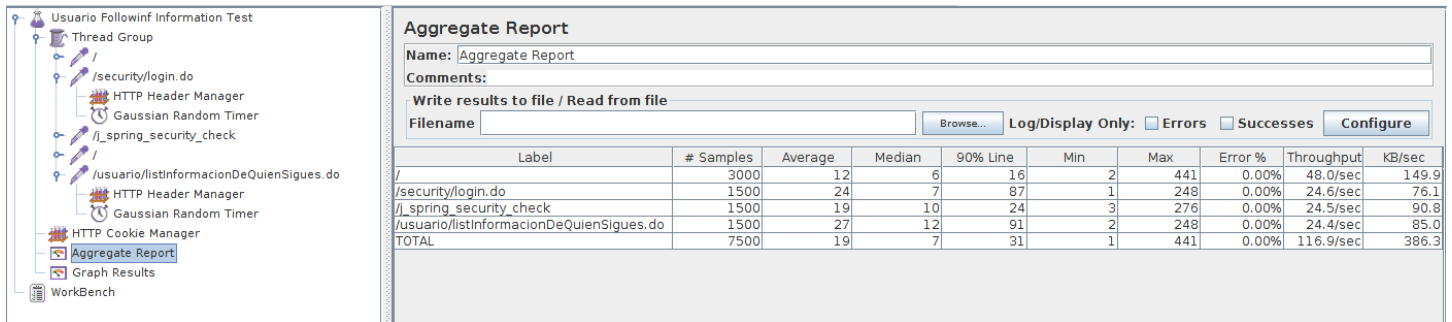 Usuario Followinf Information Test
Thread Group
/
/security/login.do
HTTP Header Manager
Gaussian Random Timer
/j_spring_security_check
/
/usuario/listInformacionDeQuienSigues.do
HTTP Header Manager
Gaussian Random Timer
HTTP Cookie Manager
Aggregate Report
Graph Results
WorkBench
Aggregate Report
Name: Aggregate Report
Comments:
Write results to file / Read from file
Filename Browse... Log/Display Only: Errors Successes Configure
Label # Samples Average Median 90% Line Min Max Error % Throughput KB/sec
/ 3000 12 6 16 2 441 0.00% 48.0/sec 149.9
/security/login.do 1500 24 7 87 1 248 0.00% 24.6/sec 76.1
/j_spring_security_check 1500 19 10 24 3 276 0.00% 24.5/sec 90.8
/usuario/listInformacionDeQuienSigues.do 1500 27 12 91 2 248 0.00% 24.4/sec 85.0
TOTAL 7500 19 7 31 1 441 0.00% 116.9/sec 386.3